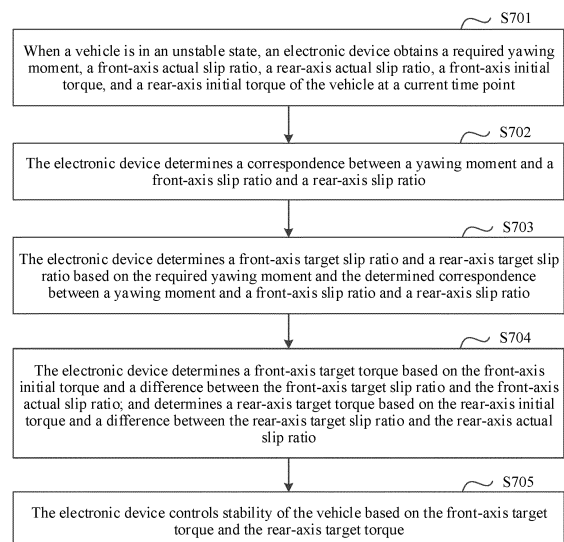 S701
When a vehicle is in an unstable state, an electronic device obtains a required yawing
moment, a front-axis actual slip ratio, a rear-axis actual slip ratio, a front-axis initial
torque, and a rear-axis initial torque of the vehicle at a current time point
S702
The electronic device determines a correspondence between a yawing moment and a
front-axis slip ratio and a rear-axis slip ratio
S703
The electronic device determines a front-axis target slip ratio and a rear-axis target slip
ratio based on the required yawing moment and the determined correspondence
between a yawing moment and a front-axis slip ratio and a rear-axis slip ratio
S704
The electronic device determines a front-axis target torque based on the front-axis
initial torque and a difference between the front-axis target slip ratio and the front-axis
actual slip ratio; and determines a rear-axis target torque based on the rear-axis initial
torque and a difference between the rear-axis target slip ratio and the rear-axis actual
slip ratio
S705
The electronic device controls stability of the vehicle based on the front-axis target
torque and the rear-axis target torque